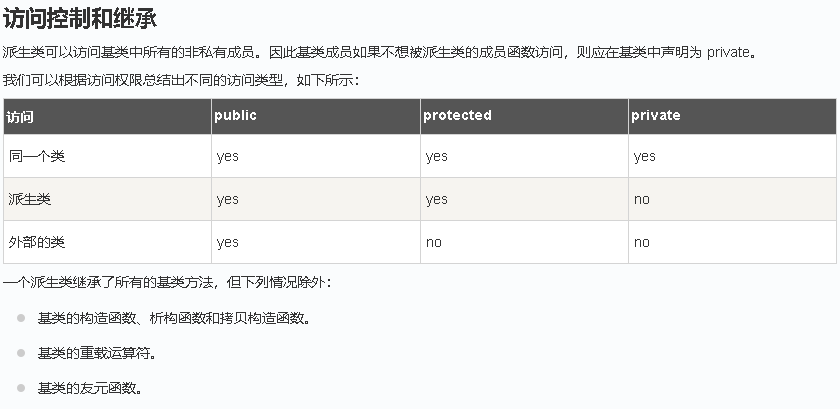 访问控制和继承
派生类可以访问基类中所有的非私有成员。因此基类成员如果不想被派生类的成员函数访问，则应在基类中声明为 private。
我们可以根据访问权限总结出不同的访问类型，如下所示：
访问 public protected private
同一个类 yes yes yes
派生类 yes yes no
外部的类 yes no no
一个派生类继承了所有的基类方法，但下列情况除外：
基类的构造函数、析构函数和拷贝构造函数。
基类的重载运算符。
基类的友元函数。